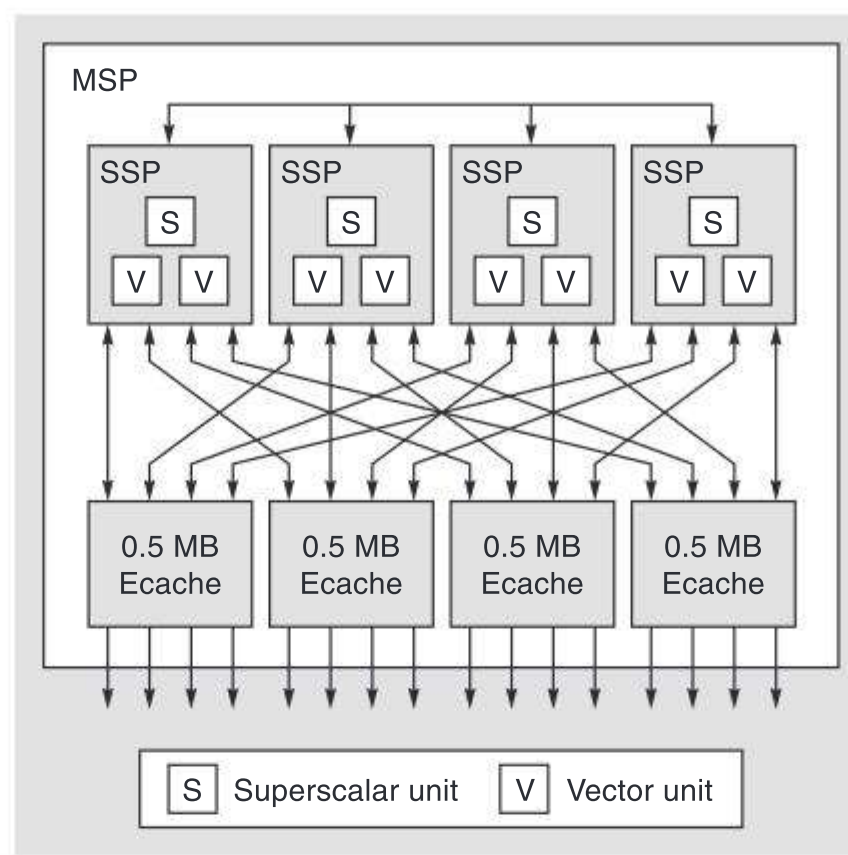 MSP
SSP SSP SSP SSP
S S S S
V V V V V V V V
0.5 MB 0.5 MB 0.5 MB 0.5 MB
Ecache Ecache Ecache Ecache
S Superscalar unit V Vector unit